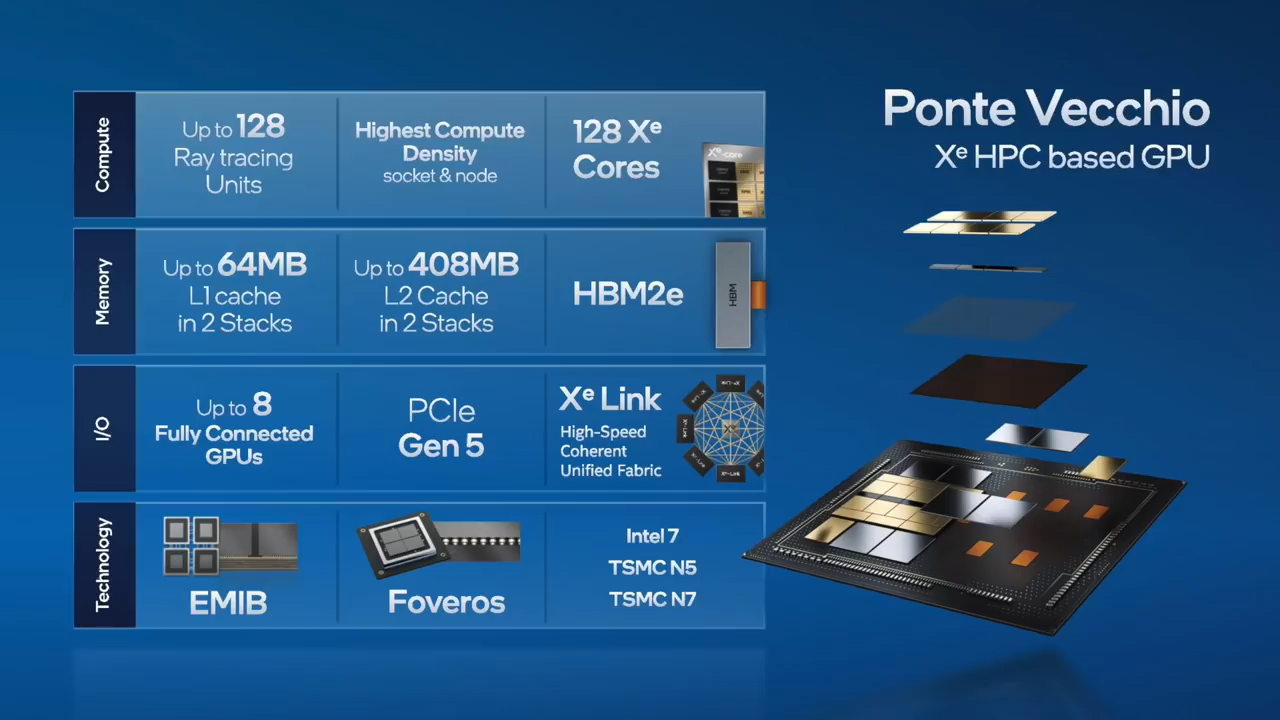 Ponte Vecchio
Xᵉ HPC based GPU
Compute
Up to 128
Ray tracing
Units
Highest Compute
Density
socket & node
128 Xᵉ
Cores
Xᵉ-core
Memory
Up to 64MB
L1 cache
in 2 Stacks
Up to 408MB
L2 Cache
in 2 Stacks
HBM2e
HBM
I/O
Up to 8
Fully Connected
GPUs
PCIe
Gen 5
Xᵉ Link
High-Speed
Coherent
Unified Fabric
Technology
EMIB
Foveros
Intel 7
TSMC N5
TSMC N7